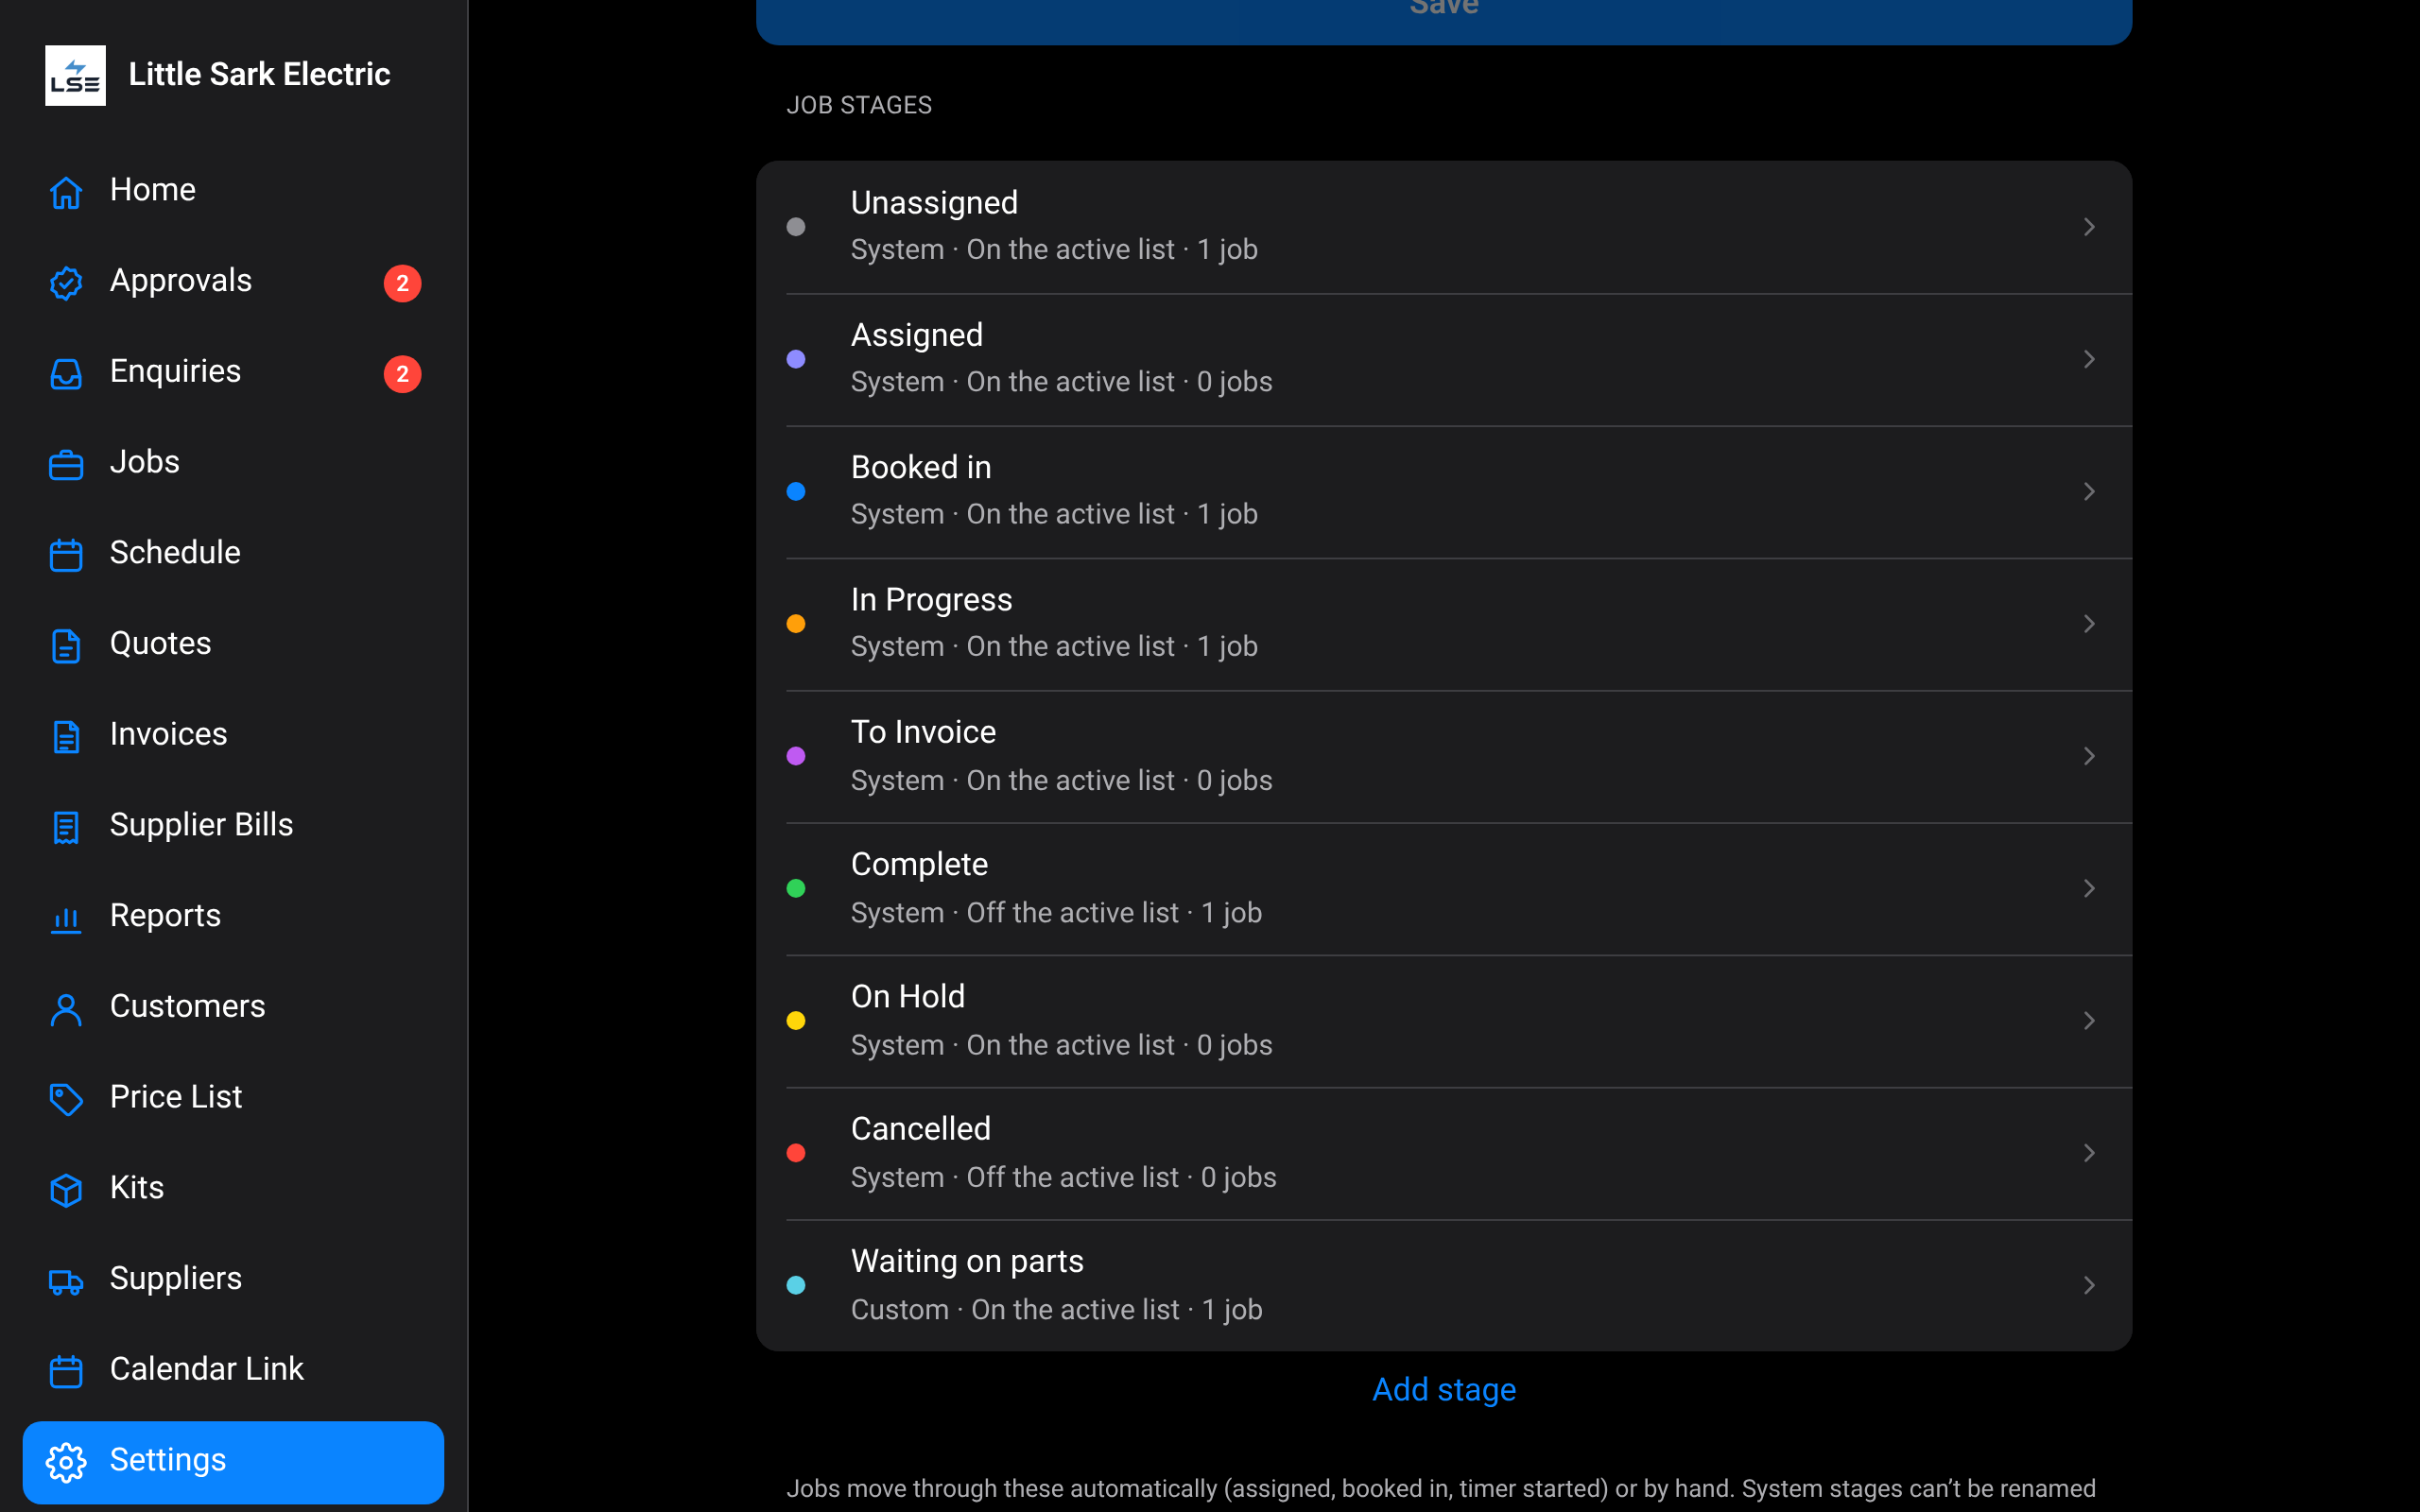 LSE
Little Sark Electric
Home
Approvals 2
Enquiries 2
Jobs
Schedule
Quotes
Invoices
Supplier Bills
Reports
Customers
Price List
Kits
Suppliers
Calendar Link
Settings
Save
JOB STAGES
Unassigned
System · On the active list · 1 job
Assigned
System · On the active list · 0 jobs
Booked in
System · On the active list · 1 job
In Progress
System · On the active list · 1 job
To Invoice
System · On the active list · 0 jobs
Complete
System · Off the active list · 1 job
On Hold
System · On the active list · 0 jobs
Cancelled
System · Off the active list · 0 jobs
Waiting on parts
Custom · On the active list · 1 job
Add stage
Jobs move through these automatically (assigned, booked in, timer started) or by hand. System stages can’t be renamed